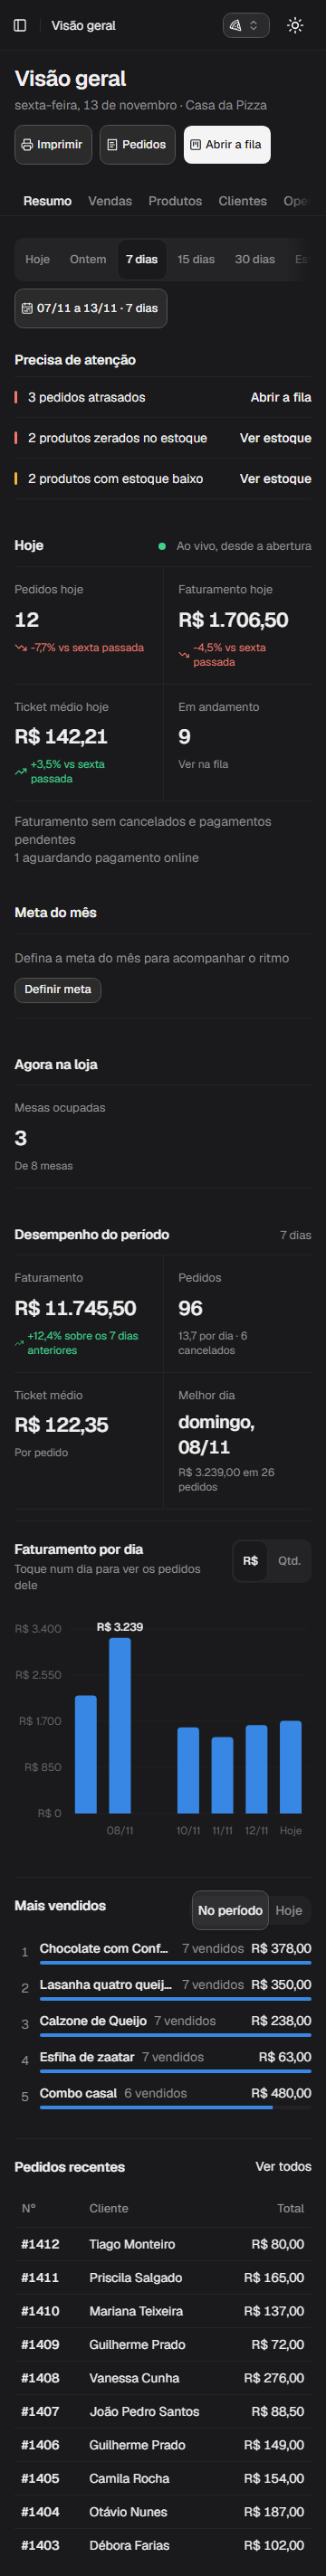 Visão geral
Visão geral
sexta-feira, 13 de novembro · Casa da Pizza
Imprimir
Pedidos
Abrir a fila
Resumo
Vendas
Produtos
Clientes
Hoje
Ontem
7 dias
15 dias
30 dias
07/11 a 13/11 · 7 dias
Precisa de atenção
3 pedidos atrasados
Abrir a fila
2 produtos zerados no estoque
Ver estoque
2 produtos com estoque baixo
Ver estoque
Hoje
Ao vivo, desde a abertura
Pedidos hoje
12
-7,7% vs sexta passada
Faturamento hoje
R$ 1.706,50
-4,5% vs sexta
passada
Ticket médio hoje
R$ 142,21
+3,5% vs sexta
passada
Em andamento
9
Ver na fila
Faturamento sem cancelados e pagamentos
pendentes
1 aguardando pagamento online
Meta do mês
Defina a meta do mês para acompanhar o ritmo
Definir meta
Agora na loja
Mesas ocupadas
3
De 8 mesas
Desempenho do período
7 dias
Faturamento
R$ 11.745,50
+12,4% sobre os 7 dias
anteriores
Pedidos
96
13,7 por dia · 6
cancelados
Ticket médio
R$ 122,35
Por pedido
Melhor dia
domingo,
08/11
R$ 3.239,00 em 26
pedidos
Faturamento por dia
Toque num dia para ver os pedidos
dele
R$
Qtd.
R$ 3.400
R$ 3.239
R$ 2.550
R$ 1.700
R$ 850
R$ 0
08/11
10/11
11/11
12/11
Hoje
Mais vendidos
No período
Hoje
1 Chocolate com Conf... 7 vendidos R$ 378,00
2 Lasanha quatro queij... 7 vendidos R$ 350,00
3 Calzone de Queijo 7 vendidos R$ 238,00
4 Esfiha de zaatar 7 vendidos R$ 63,00
5 Combo casal 6 vendidos R$ 480,00
Pedidos recentes
Ver todos
Nº Cliente Total
#1412 Tiago Monteiro R$ 80,00
#1411 Priscila Salgado R$ 165,00
#1410 Mariana Teixeira R$ 137,00
#1409 Guilherme Prado R$ 72,00
#1408 Vanessa Cunha R$ 276,00
#1407 João Pedro Santos R$ 88,50
#1406 Guilherme Prado R$ 149,00
#1405 Camila Rocha R$ 154,00
#1404 Otávio Nunes R$ 187,00
#1403 Débora Farias R$ 102,00